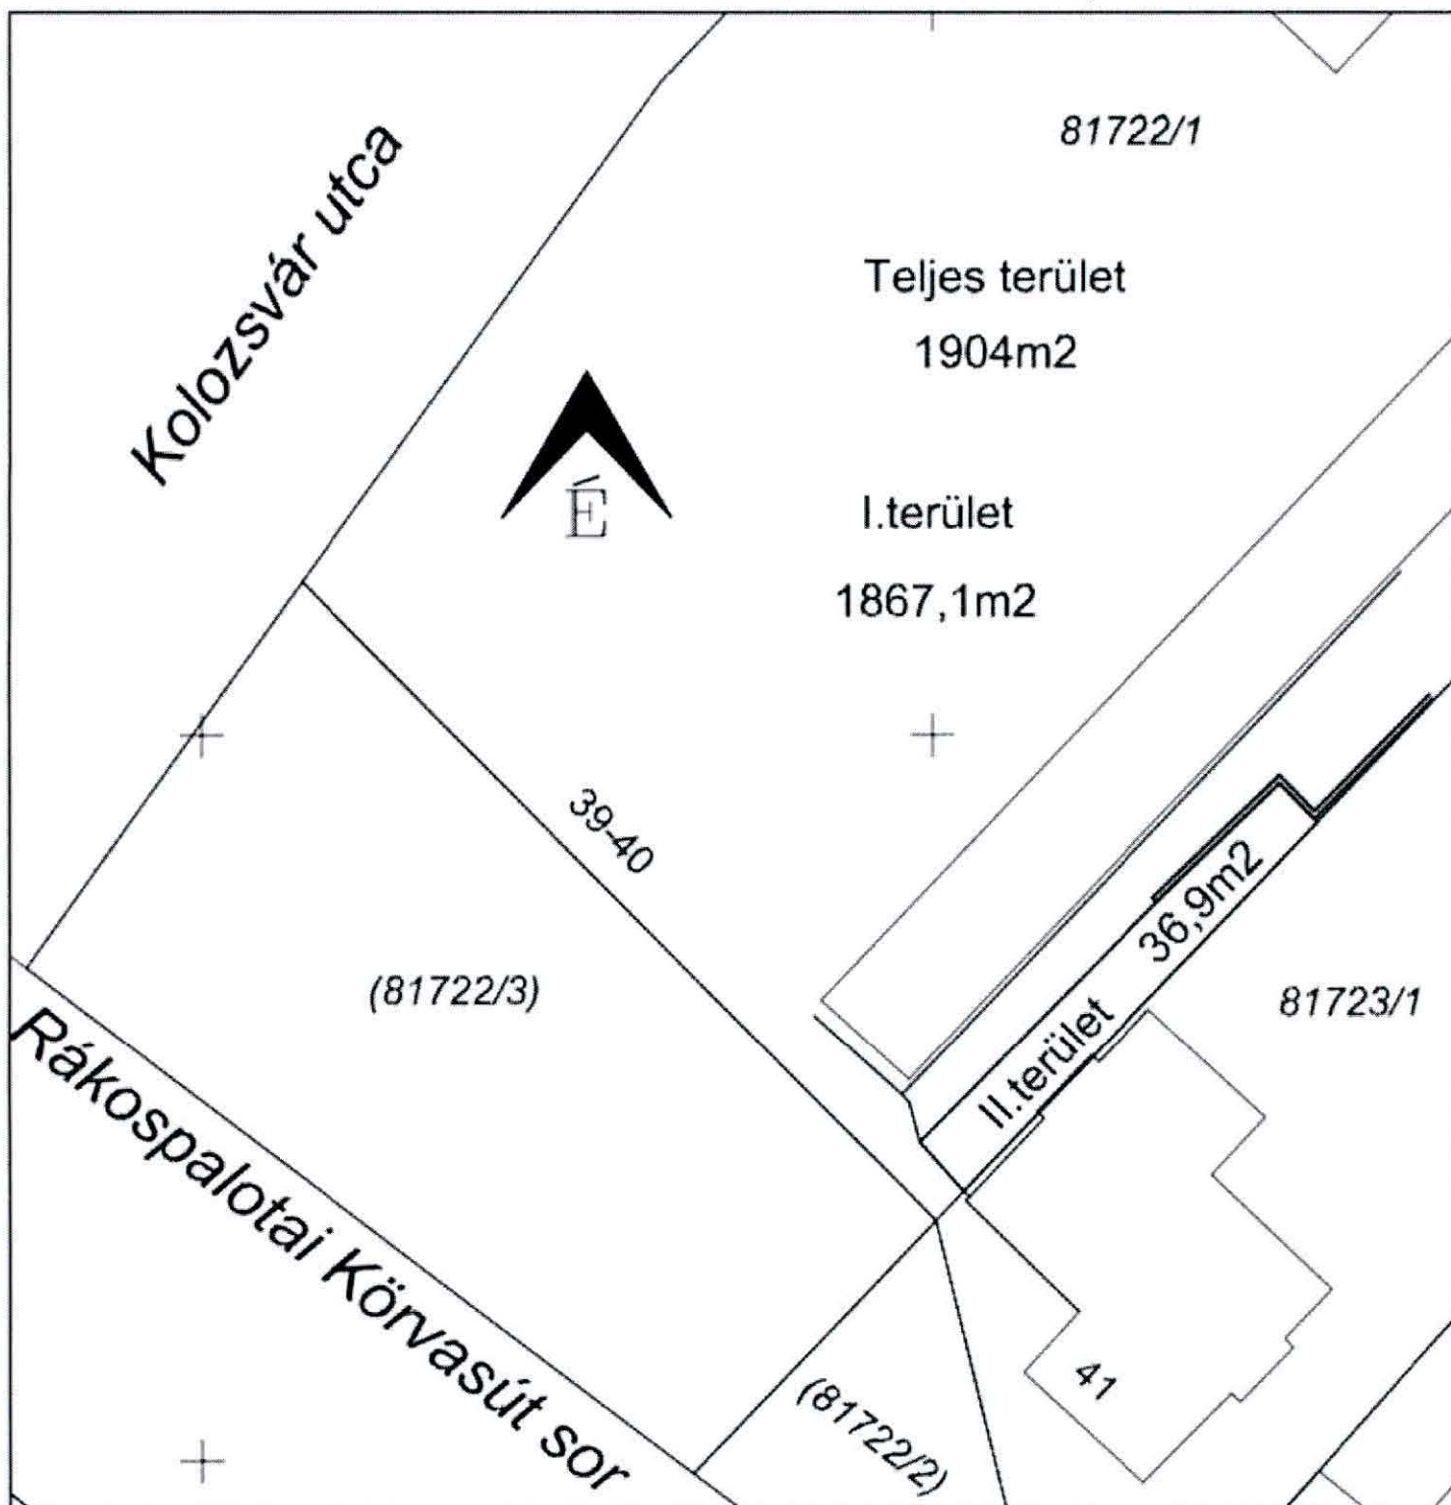 Kolozsvár utca
81722/1
Teljes terület
1904m2
É
I.terület
1867,1m2
39-40
(81722/3)
36,9m2
II.terület
81723/1
Rákospalotai Körvasút sor
41
(81722/2)